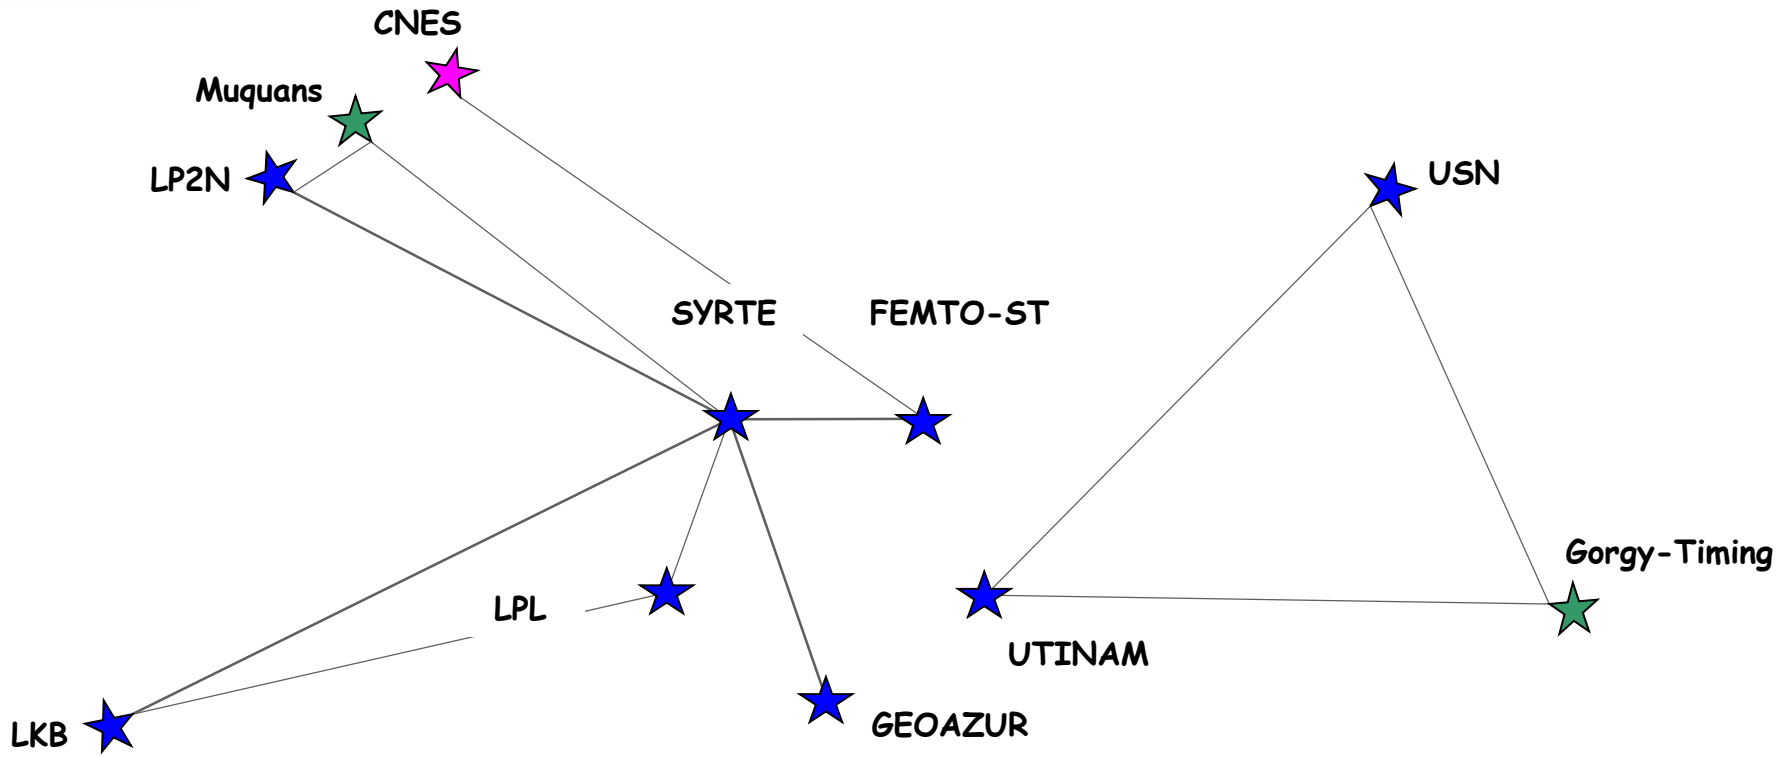 CNES
Muquans
LP2N
USN
SYRTE
FEMTO-ST
Gorgy-Timing
LPL
UTINAM
GEOAZUR
LKB